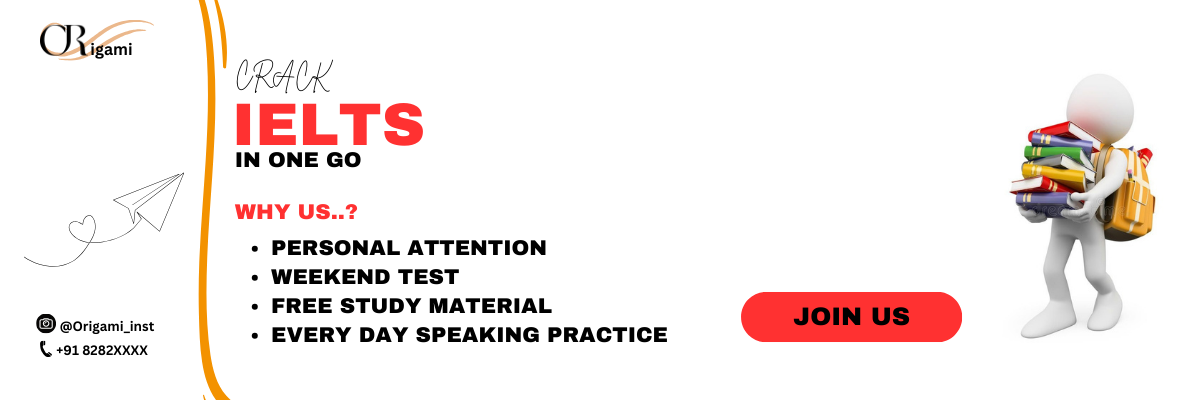 ORigami
CRACK
IELTS
IN ONE GO
WHY US..?
• PERSONAL ATTENTION
• WEEKEND TEST
• FREE STUDY MATERIAL
• EVERY DAY SPEAKING PRACTICE
JOIN US
@Origami_inst
+91 8282XXXX